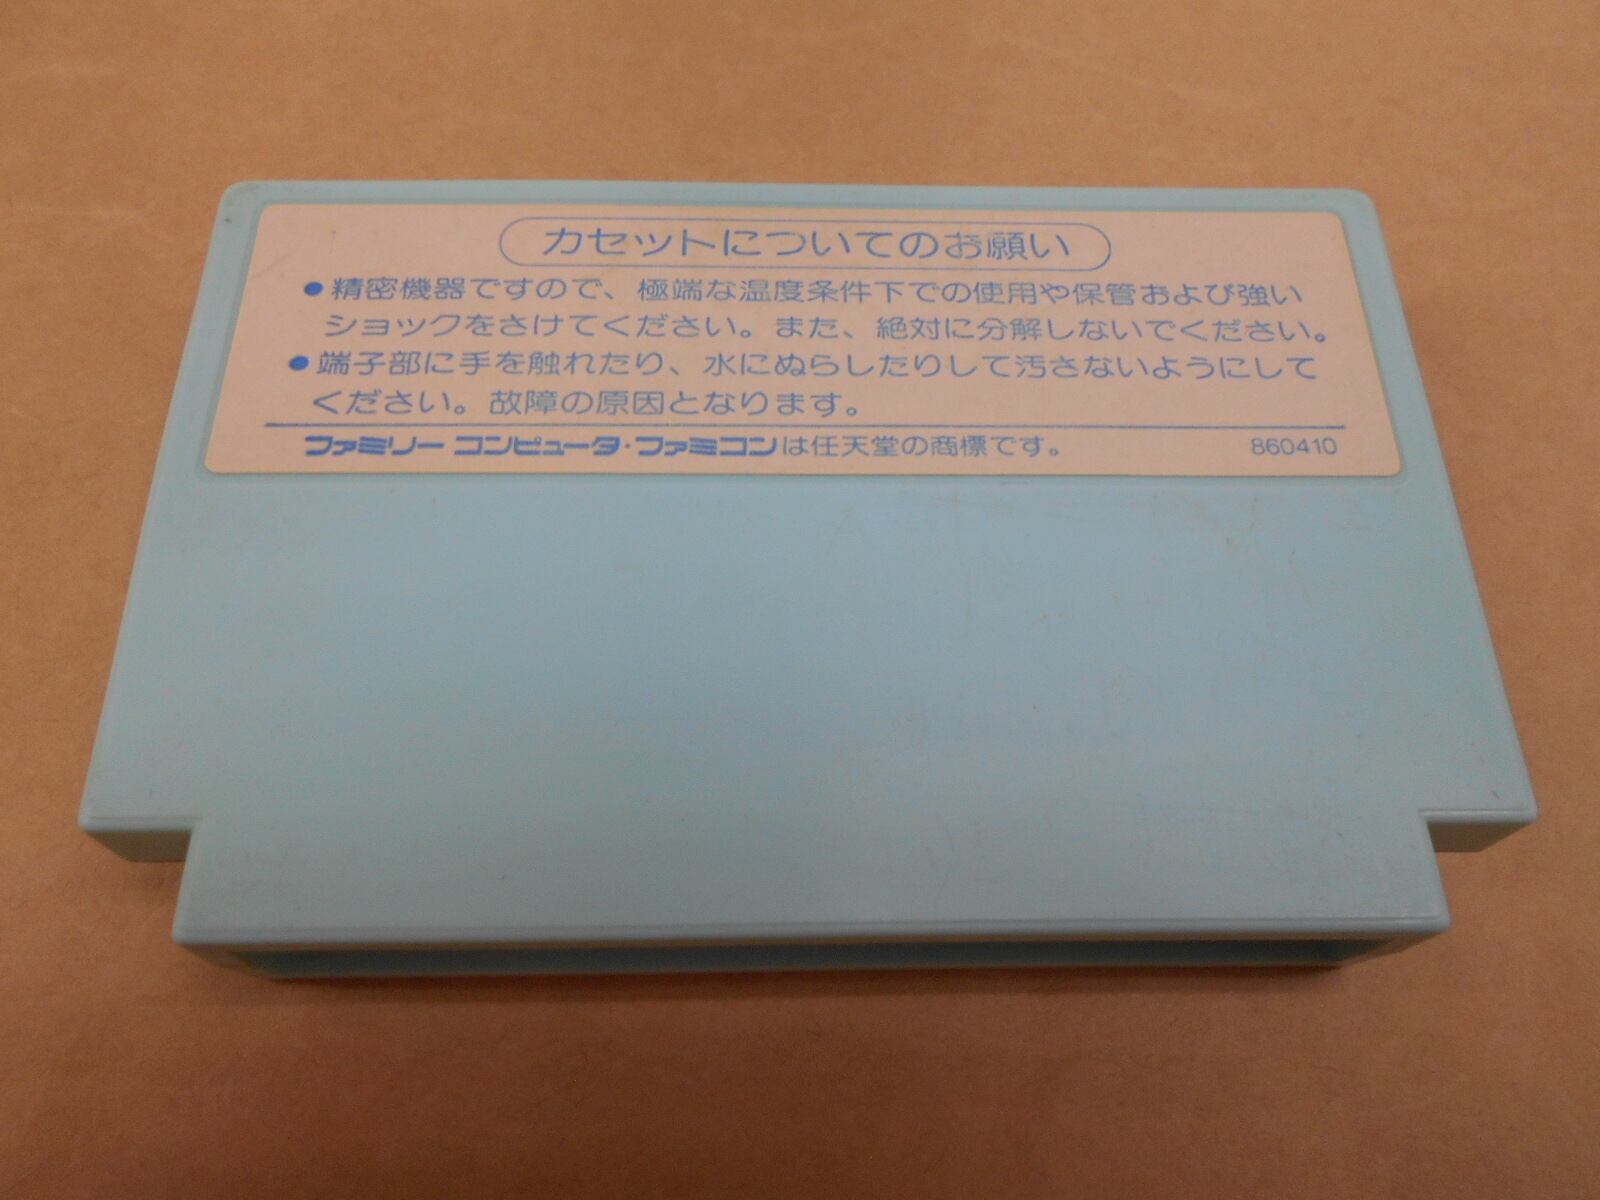 カセットについてのお願い
●精密機器ですので、極端な温度条件下での使用や保管および強い
ショックをさけてください。また、絶対に分解しないでください。
●端子部に手を触れたり、水にぬらしたりして汚さないようにして
ください。故障の原因となります。
ファミリー コンピュータ・ファミコンは任天堂の商標です。 860410